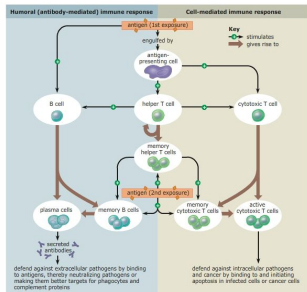 Humoral (antibody-mediated) immune response
Cell-mediated immune response
antigen (1st exposure)
Key
stimulates
gives rise to
engulfed by
antigen-
presenting cell
B cell
helper T cell
cytotoxic T cell
memory
helper T cells
antigen (2nd exposure)
plasma cells
memory B cells
memory
cytotoxic T cells
active
cytotoxic T cells
secreted
antibodies
defend against extracellular pathogens by binding
to antigens, thereby neutralizing pathogens or
making them better targets for phagocytes and
complement proteins
defend against intracellular pathogens
and cancer by binding to and initiating
apoptosis in infected cells or cancer cells